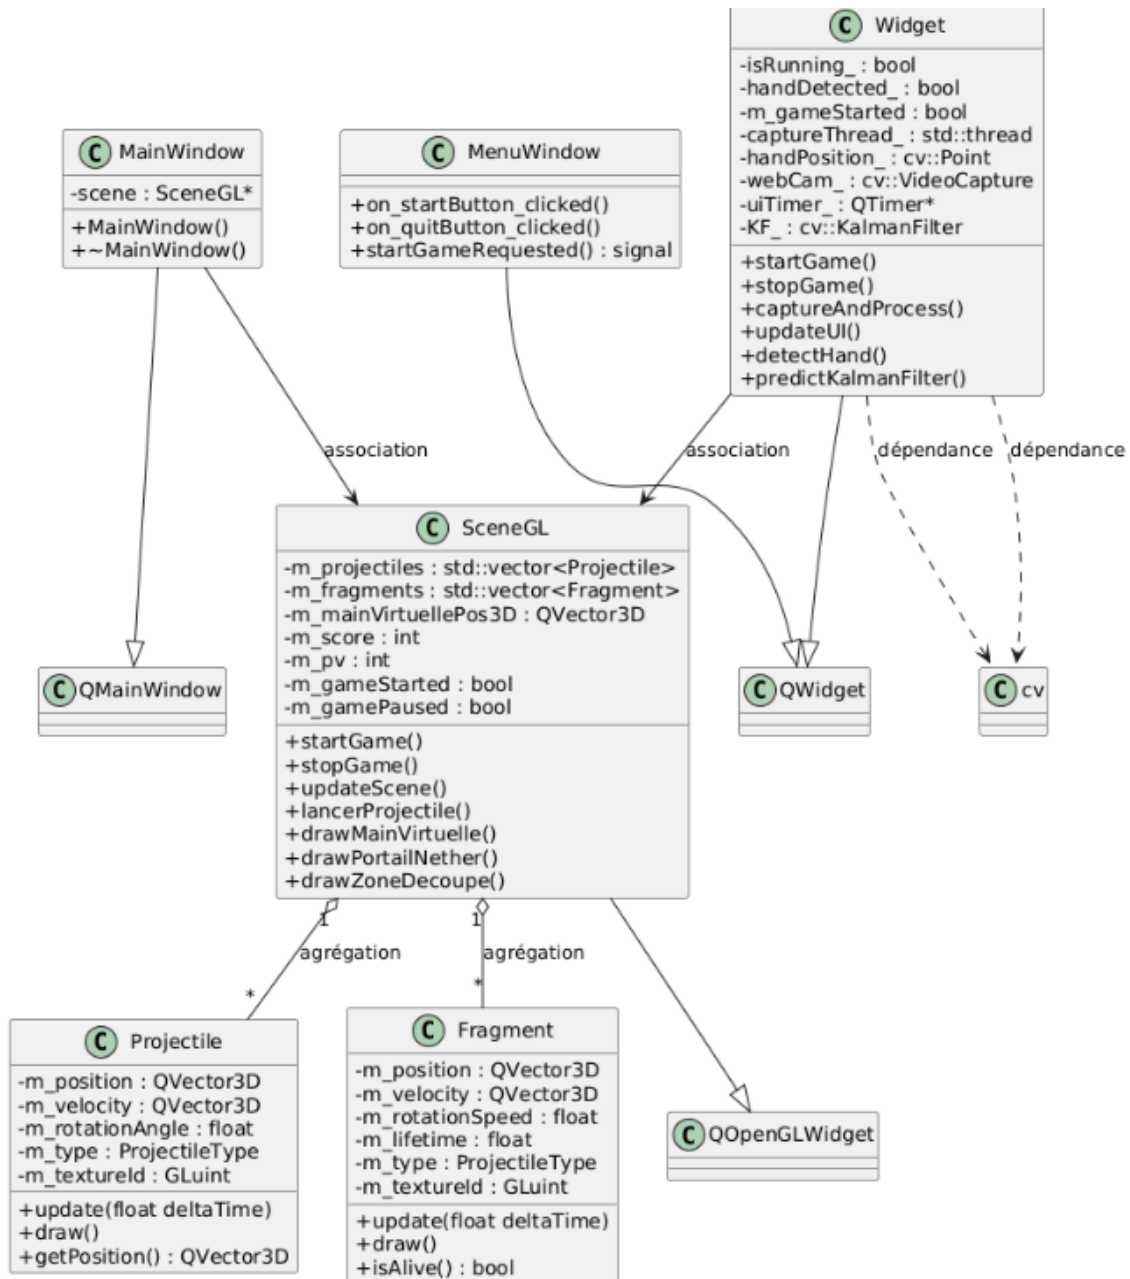 C Widget
-isRunning_ : bool
-handDetected_ : bool
-m_gameStarted : bool
-captureThread_ : std::thread
-handPosition_ : cv::Point
-webCam_ : cv::VideoCapture
-uiTimer_ : QTimer*
-KF_ : cv::KalmanFilter
+startGame()
+stopGame()
+captureAndProcess()
+updateUI()
+detectHand()
+predictKalmanFilter()
C MainWindow
-scene : SceneGL*
+MainWindow()
+~MainWindow()
C MenuWindow
+on_startButton_clicked()
+on_quitButton_clicked()
+startGameRequested() : signal
association
association
dépendance
dépendance
C SceneGL
-m_projectiles : std::vector<Projectile>
-m_fragments : std::vector<Fragment>
-m_mainVirtuellePos3D : QVector3D
-m_score : int
-m_pv : int
-m_gameStarted : bool
-m_gamePaused : bool
+startGame()
+stopGame()
+updateScene()
+lancerProjectile()
+drawMainVirtuelle()
+drawPortailNether()
+drawZoneDecoupe()
C QMainWindow
C QWidget
C cv
1
agrégation
*
1
agrégation
*
C Projectile
-m_position : QVector3D
-m_velocity : QVector3D
-m_rotationAngle : float
-m_type : ProjectileType
-m_textureId : GLuint
+update(float deltaTime)
+draw()
+getPosition() : QVector3D
C Fragment
-m_position : QVector3D
-m_velocity : QVector3D
-m_rotationSpeed : float
-m_lifetime : float
-m_type : ProjectileType
-m_textureId : GLuint
+update(float deltaTime)
+draw()
+isAlive() : bool
C QOpenGLWidget